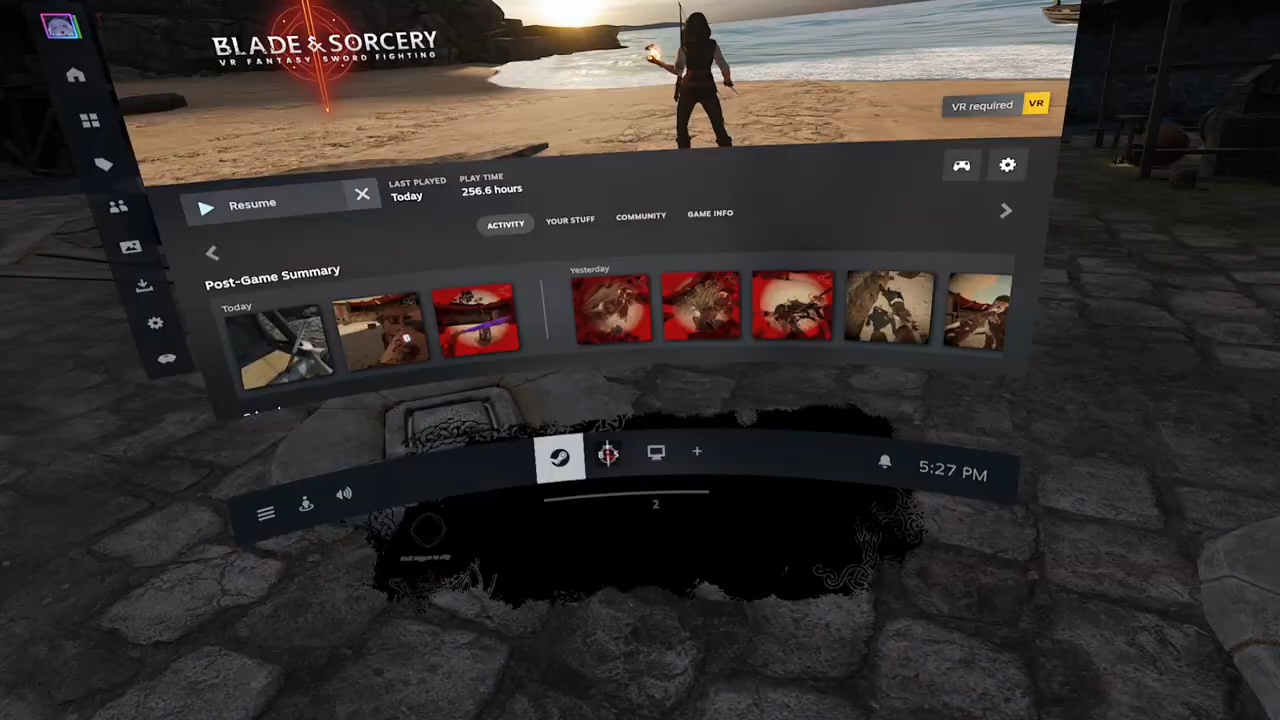 BLADE & SORCERY
VR FANTASY SWORD FIGHTING
VR required VR
Resume
LAST PLAYED
Today
PLAY TIME
256.6 hours
ACTIVITY YOUR STUFF COMMUNITY GAME INFO
Post-Game Summary
Today
Yesterday
5:27 PM
2